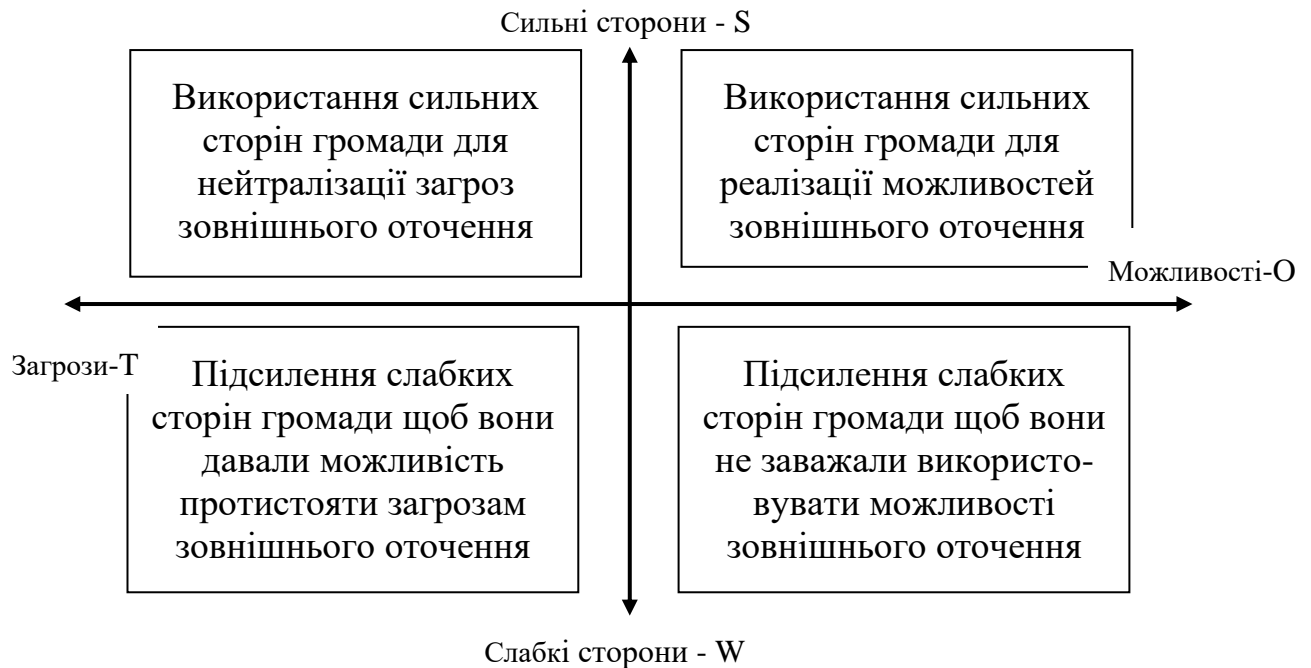 Сильні сторони - S
Використання сильних
сторін громади для
нейтралізації загроз
зовнішнього оточення
Використання сильних
сторін громади для
реалізації можливостей
зовнішнього оточення
Можливості-О
Загрози-Т
Підсилення слабких
сторін громади щоб вони
давали можливість
протистояти загрозам
зовнішнього оточення
Підсилення слабких
сторін громади щоб вони
не заважали використо-
вувати можливості
зовнішнього оточення
Слабкі сторони - W